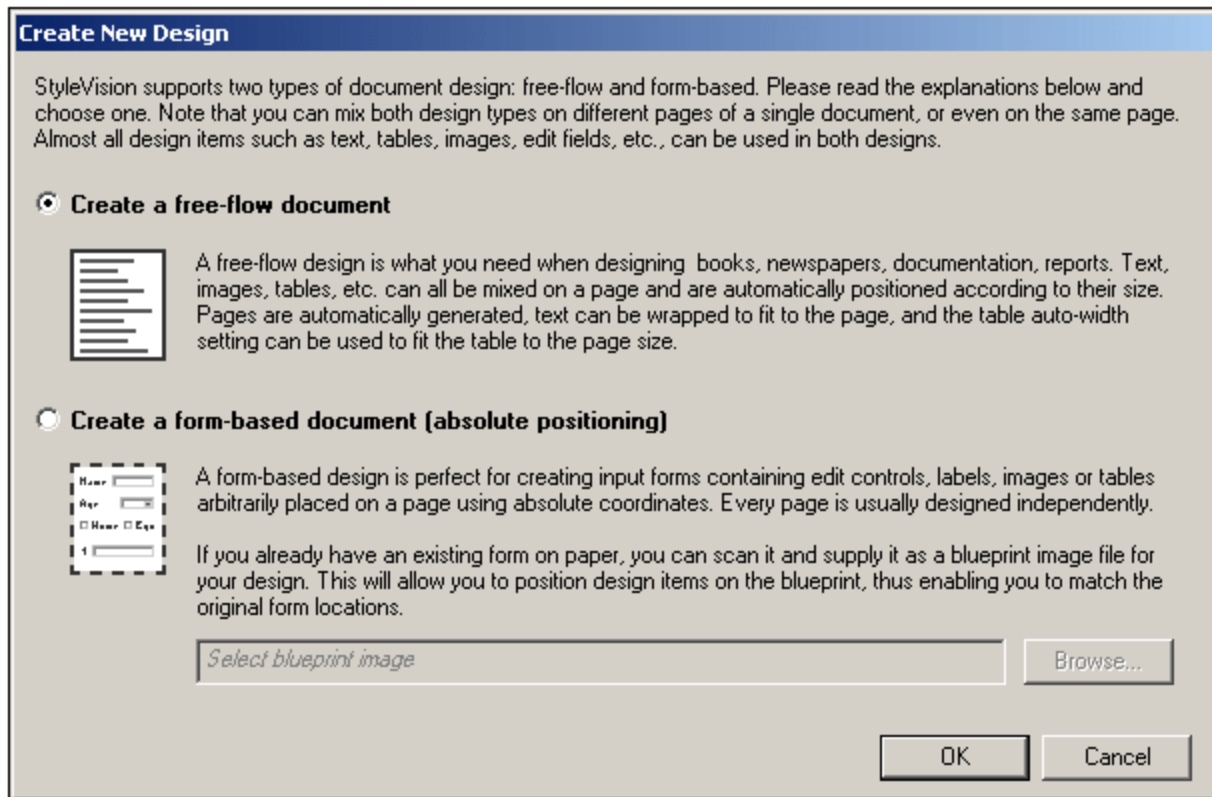 Create New Design
StyleVision supports two types of document design: free-flow and form-based. Please read the explanations below and
choose one. Note that you can mix both design types on different pages of a single document, or even on the same page.
Almost all design items such as text, tables, images, edit fields, etc., can be used in both designs.
Create a free-flow document
A free-flow design is what you need when designing  books, newspapers, documentation, reports. Text,
images, tables, etc. can all be mixed on a page and are automatically positioned according to their size.
Pages are automatically generated, text can be wrapped to fit to the page, and the table auto-width
setting can be used to fit the table to the page size.
Create a form-based document (absolute positioning)
Name
Age
A form-based design is perfect for creating input forms containing edit controls, labels, images or tables
arbitrarily placed on a page using absolute coordinates. Every page is usually designed independently.
If you already have an existing form on paper, you can scan it and supply it as a blueprint image file for
your design. This will allow you to position design items on the blueprint, thus enabling you to match the
original form locations.
Select blueprint image
Browse...
OK
Cancel